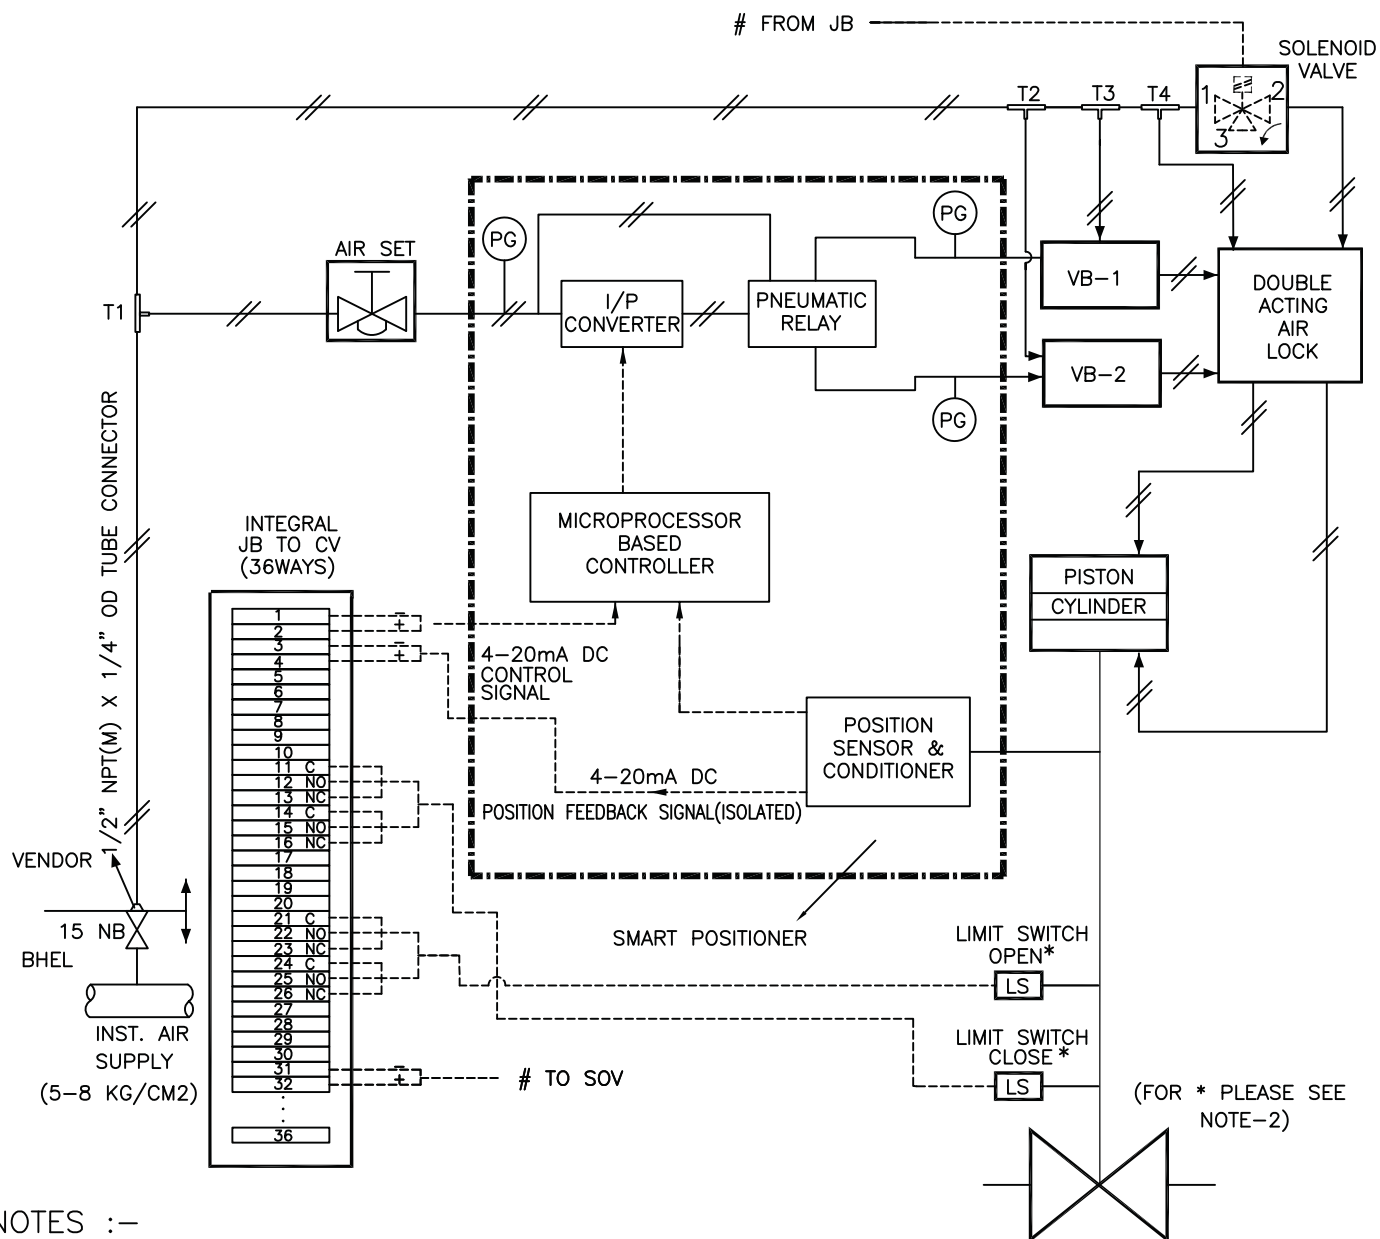 # FROM JB
SOLENOID
VALVE
T2
T3
T4
1
2
3
PG
PG
AIR SET
T1
I/P
CONVERTER
PNEUMATIC
RELAY
VB-1
DOUBLE
ACTING
AIR
LOCK
VB-2
PG
1/2" NPT(M) X 1/4" OD TUBE CONNECTOR
INTEGRAL
JB TO CV
(36WAYS)
MICROPROCESSOR
BASED
CONTROLLER
PISTON
CYLINDER
1 -
2 +
3 -
4 +
5
6
7
8
9
10
11 C
12 NO
13 NC
14 C
15 NO
16 NC
17
18
19
20
21 C
22 NO
23 NC
24 C
25 NO
26 NC
27
28
29
30
31 -
32 +
36
4-20mA DC
CONTROL
SIGNAL
POSITION
SENSOR &
CONDITIONER
4-20mA DC
POSITION FEEDBACK SIGNAL(ISOLATED)
VENDOR
15 NB
BHEL
SMART POSITIONER
LIMIT SWITCH
OPEN*
LS
INST. AIR
SUPPLY
(5-8 KG/CM2)
LIMIT SWITCH
CLOSE*
LS
# TO SOV
(FOR * PLEASE SEE
NOTE-2)
NOTES :-